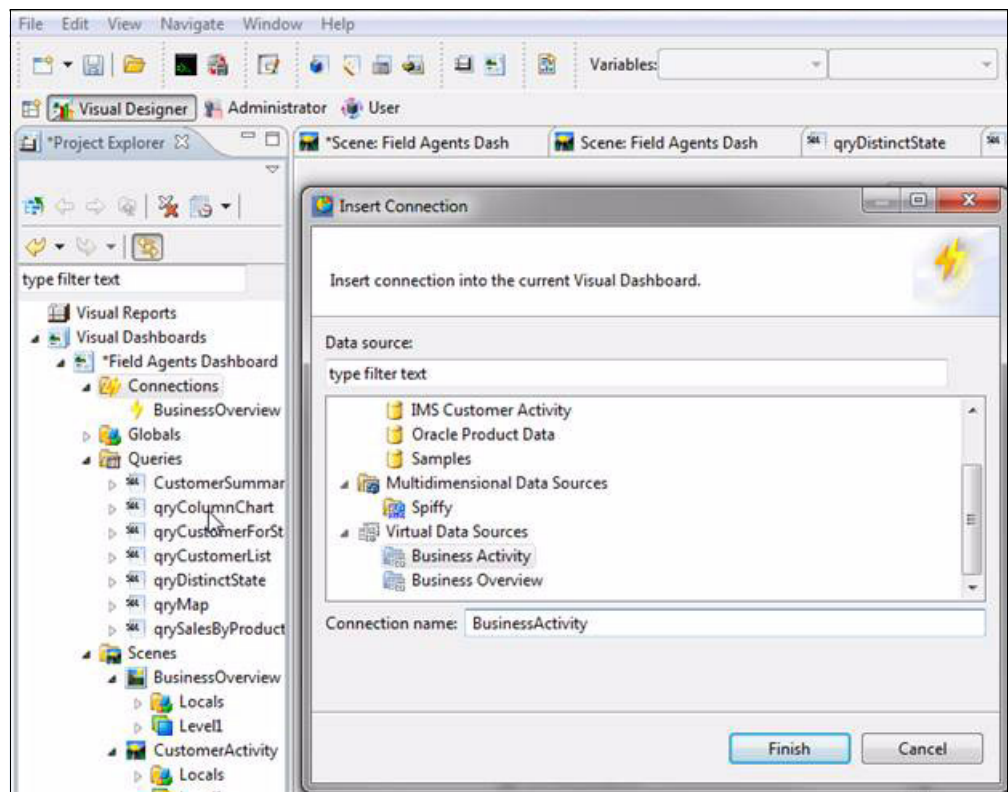 File Edit View Navigate Window Help
Variables:
Visual Designer Administrator User
*Project Explorer
*Scene: Field Agents Dash
Scene: Field Agents Dash
qryDistinctState
type filter text
Visual Reports
Visual Dashboards
*Field Agents Dashboard
Connections
BusinessOverview
Globals
Queries
CustomerSummar
qryColumnChart
qryCustomerForSt
qryCustomerList
qryDistinctState
qryMap
qrySalesByProduct
Scenes
BusinessOverview
Locals
Level1
CustomerActivity
Locals
Insert Connection
Insert connection into the current Visual Dashboard.
Data source:
type filter text
IMS Customer Activity
Oracle Product Data
Samples
Multidimensional Data Sources
Spiffy
Virtual Data Sources
Business Activity
Business Overview
Connection name: BusinessActivity
Finish Cancel